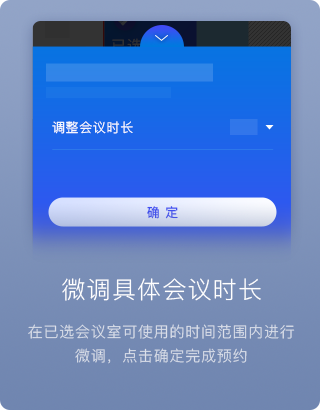 已选
调整会议时长
确 定
微调具体会议时长
在已选会议室可使用的时间范围内进行
微调，点击确定完成预约